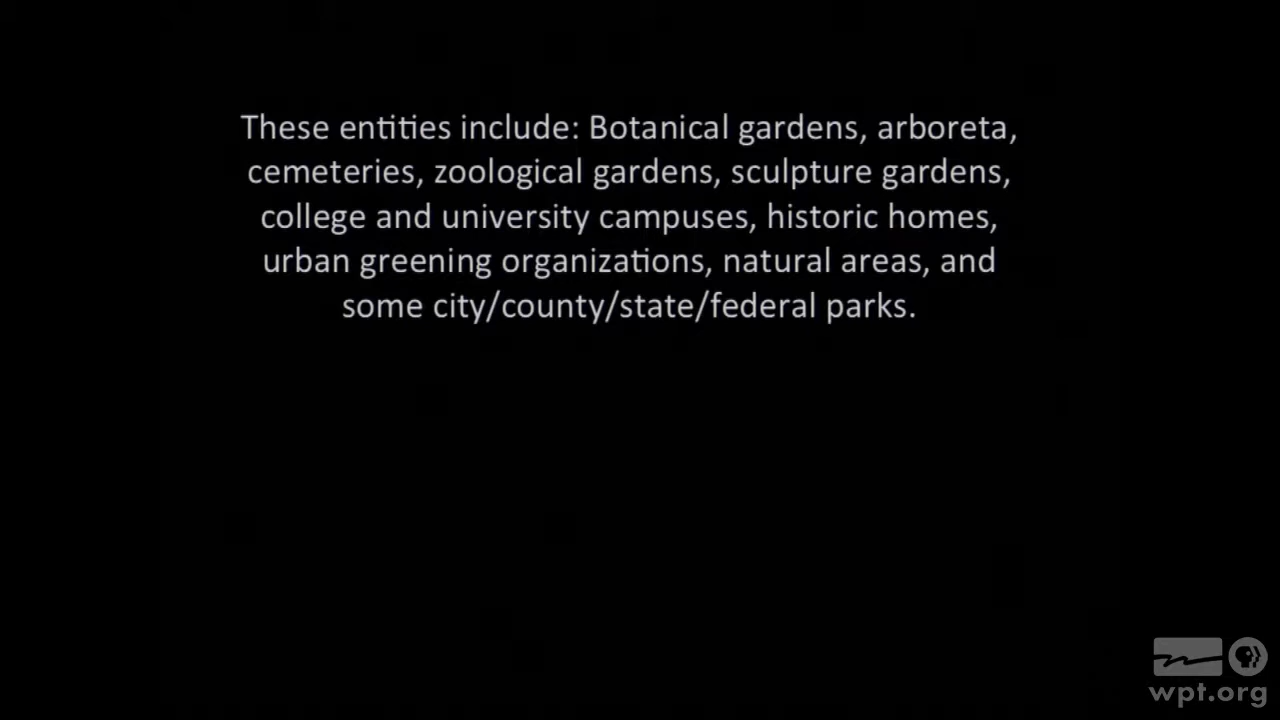 These entities include: Botanical gardens, arboreta,
cemeteries, zoological gardens, sculpture gardens,
college and university campuses, historic homes,
urban greening organizations, natural areas, and
some city/county/state/federal parks.
wpt.org